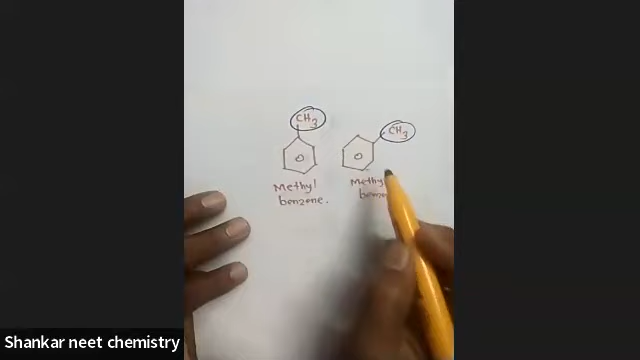 CH3
CH3
Methyl
benzene.
Methyl
Shankar neet chemistry